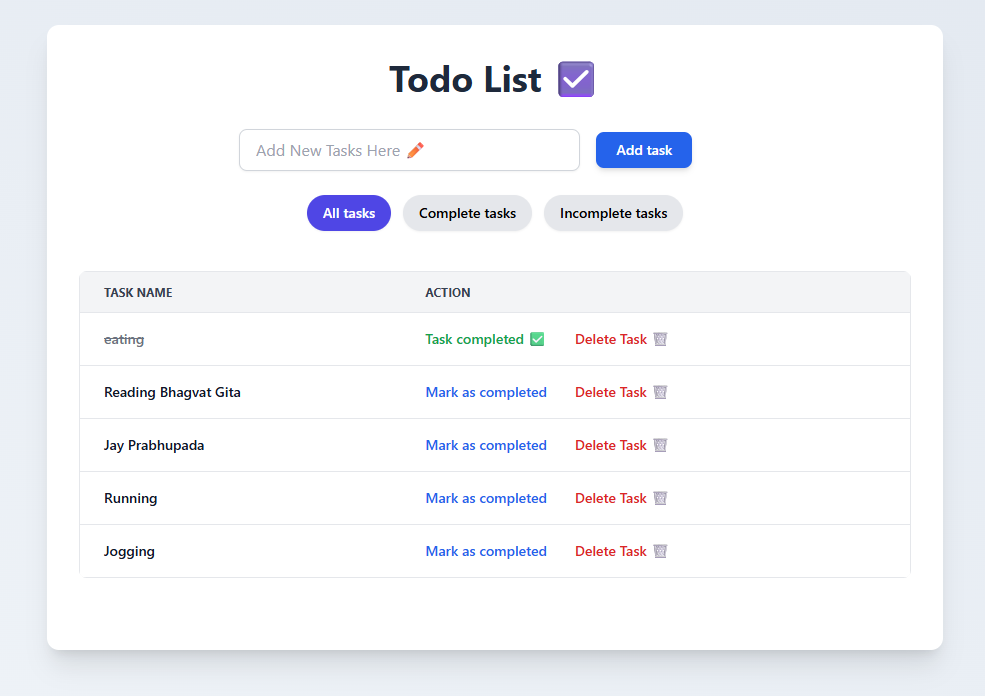 Todo List ☑️
Add New Tasks Here ✏️
Add task
All tasks Complete tasks Incomplete tasks
TASK NAME ACTION
eating Task completed ✅ Delete Task 🗑️
Reading Bhagvat Gita Mark as completed Delete Task 🗑️
Jay Prabhupada Mark as completed Delete Task 🗑️
Running Mark as completed Delete Task 🗑️
Jogging Mark as completed Delete Task 🗑️